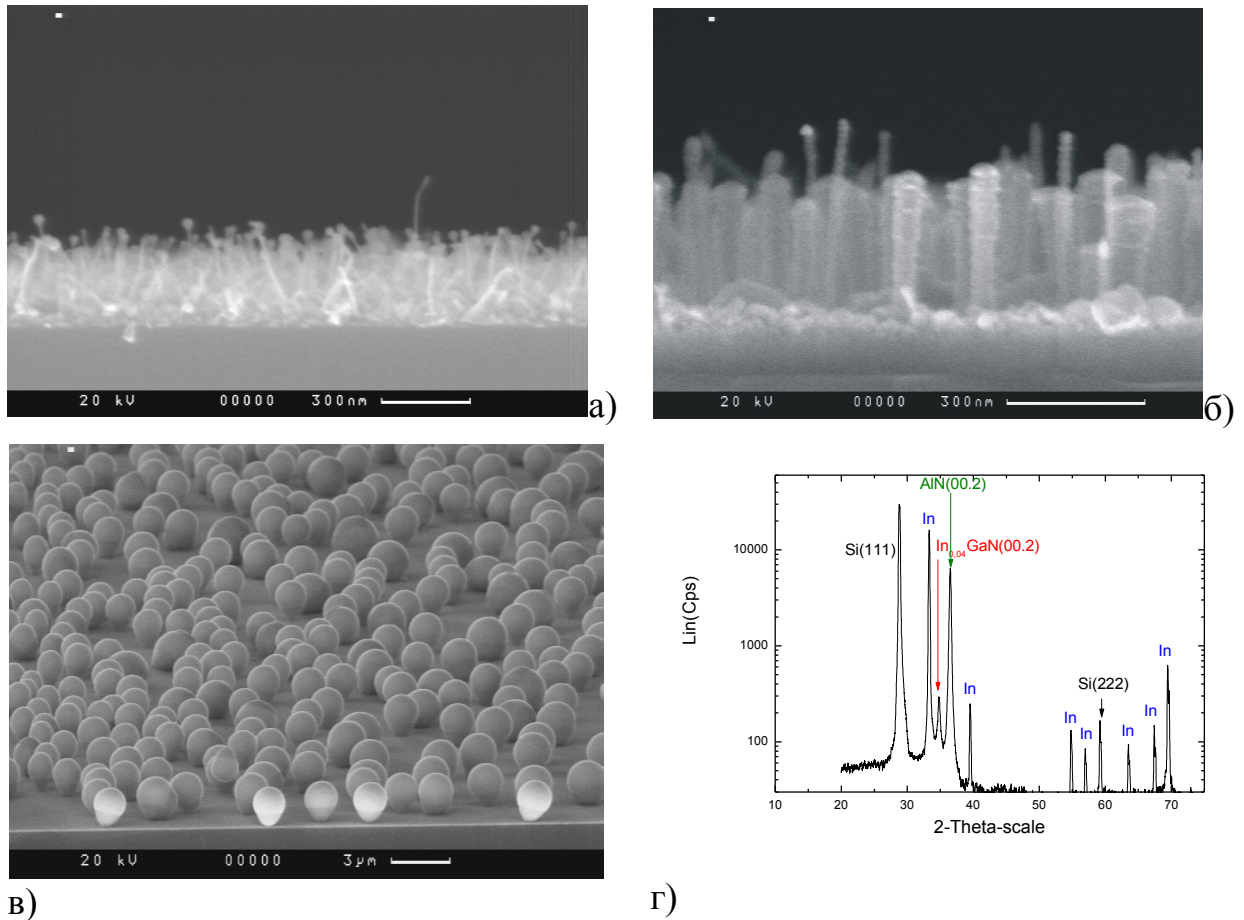 20 kV 00000 300nm
а)
20 kV 00000 300nm
б)
20 kV 00000 3µm
в)
AlN(00.2)
In
In0,04GaN(00.2)
Si(111)
10000
Lin(Cps)
1000
In
Si(222)
In
In
In
In
In
100
10 20 30 40 50 60 70
2-Theta-scale
г)